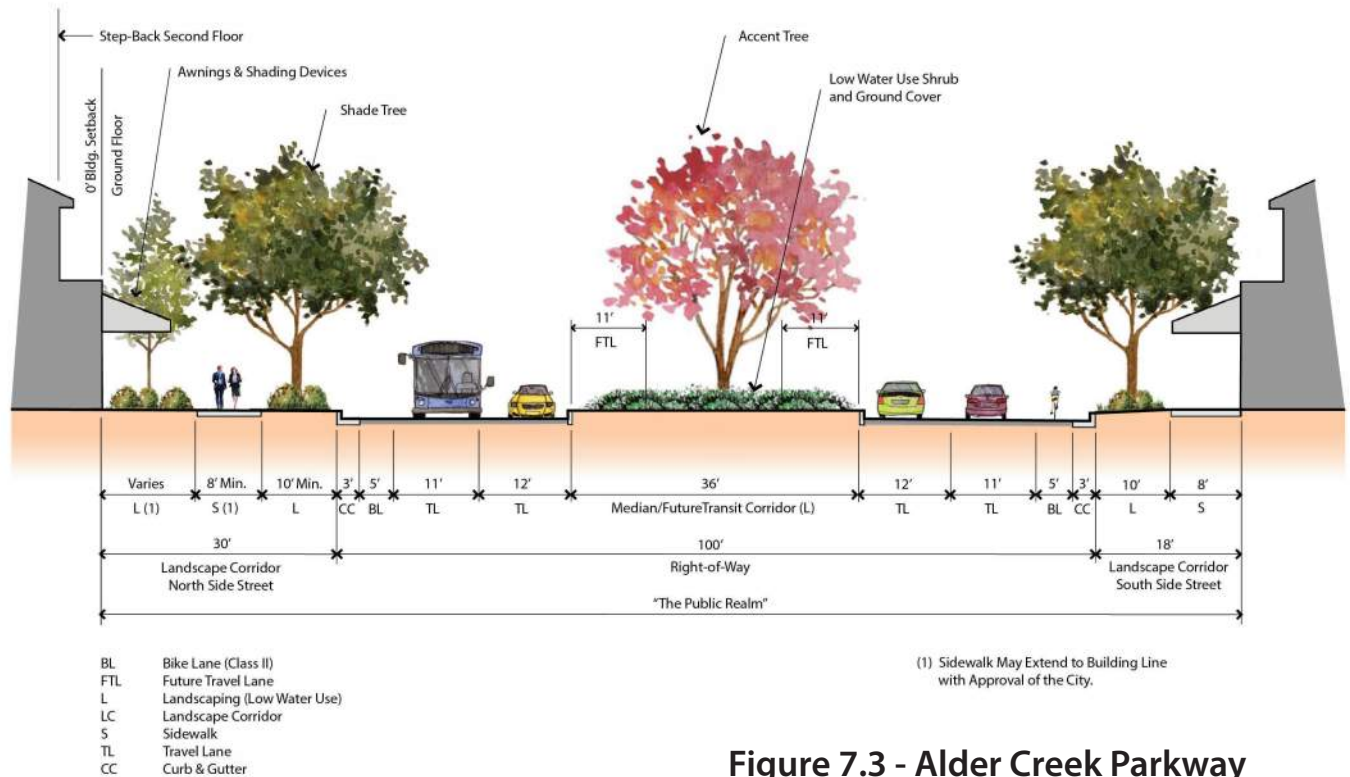 Step-Back Second Floor
Awnings & Shading Devices
0' Bldg. Setback
Ground Floor
Shade Tree
Accent Tree
Low Water Use Shrub
and Ground Cover
11'
FTL
11'
FTL
Varies
L (1)
8' Min.
S (1)
10' Min.
L
3'
CC
5'
BL
11'
TL
12'
TL
36'
Median/FutureTransit Corridor (L)
12'
TL
11'
TL
5'
BL
3'
CC
10'
L
8'
S
30'
Landscape Corridor
North Side Street
100'
Right-of-Way
18'
Landscape Corridor
South Side Street
"The Public Realm"
BL Bike Lane (Class II)
FTL Future Travel Lane
L Landscaping (Low Water Use)
LC Landscape Corridor
S Sidewalk
TL Travel Lane
CC Curb & Gutter
(1) Sidewalk May Extend to Building Line
with Approval of the City.
Figure 7.3 - Alder Creek Parkway